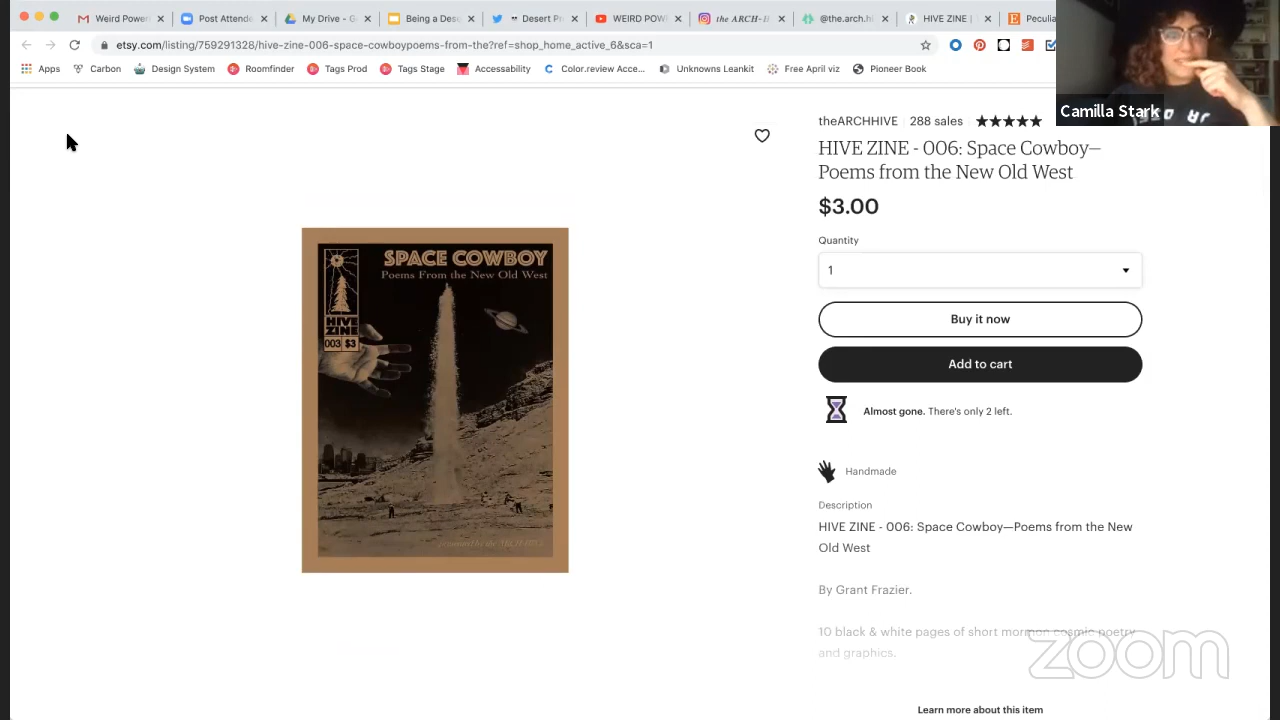 Weird Power
Post Attende
My Drive - G
Being a Desi
Desert Pr
WEIRD POW
the ARCH-H
@the.arch.hi
HIVE ZINE |
Peculia
etsy.com/listing/759291328/hive-zine-006-space-cowboypoems-from-the?ref=shop_home_active_6&sca=1
Apps
Carbon
Design System
Roomfinder
Tags Prod
Tags Stage
Accessability
Color.review Acce...
Unknowns Leankit
Free April viz
Pioneer Book
Camilla Stark
theARCHHIVE
288 sales
HIVE ZINE - 006: Space Cowboy—
Poems from the New Old West
$3.00
Quantity
1
Buy it now
Add to cart
Almost gone. There's only 2 left.
Handmade
Description
HIVE ZINE - 006: Space Cowboy—Poems from the New
Old West
By Grant Frazier.
10 black & white pages of short mormon cosmic poetry
and graphics.
Learn more about this item
SPACE COWBOY
Poems From the New Old West
HIVE
ZINE
003 $3
zoom